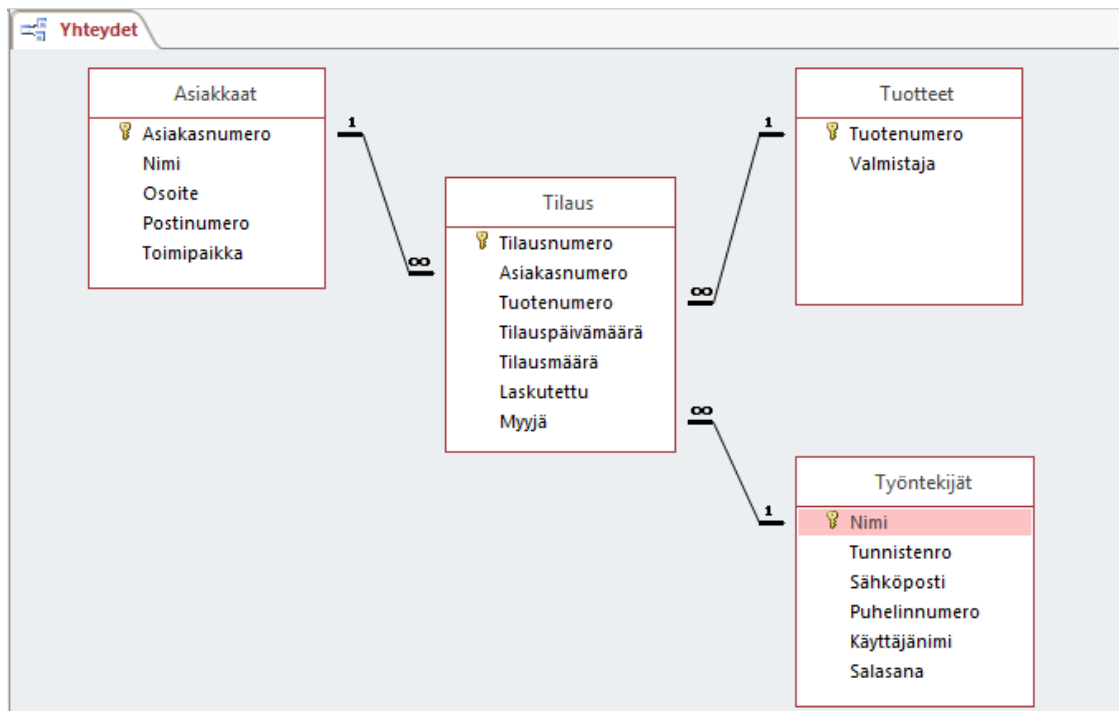 Yhteydet
Asiakkaat
Asiakasnumero
Nimi
Osoite
Postinumero
Toimipaikka
1
∞
Tilaus
Tilausnumero
Asiakasnumero
Tuotenumero
Tilauspäivämäärä
Tilausmäärä
Laskutettu
Myyjä
Tuotteet
Tuotenumero
Valmistaja
1
∞
∞
1
Työntekijät
Nimi
Tunnistenro
Sähköposti
Puhelinnumero
Käyttäjänimi
Salasana